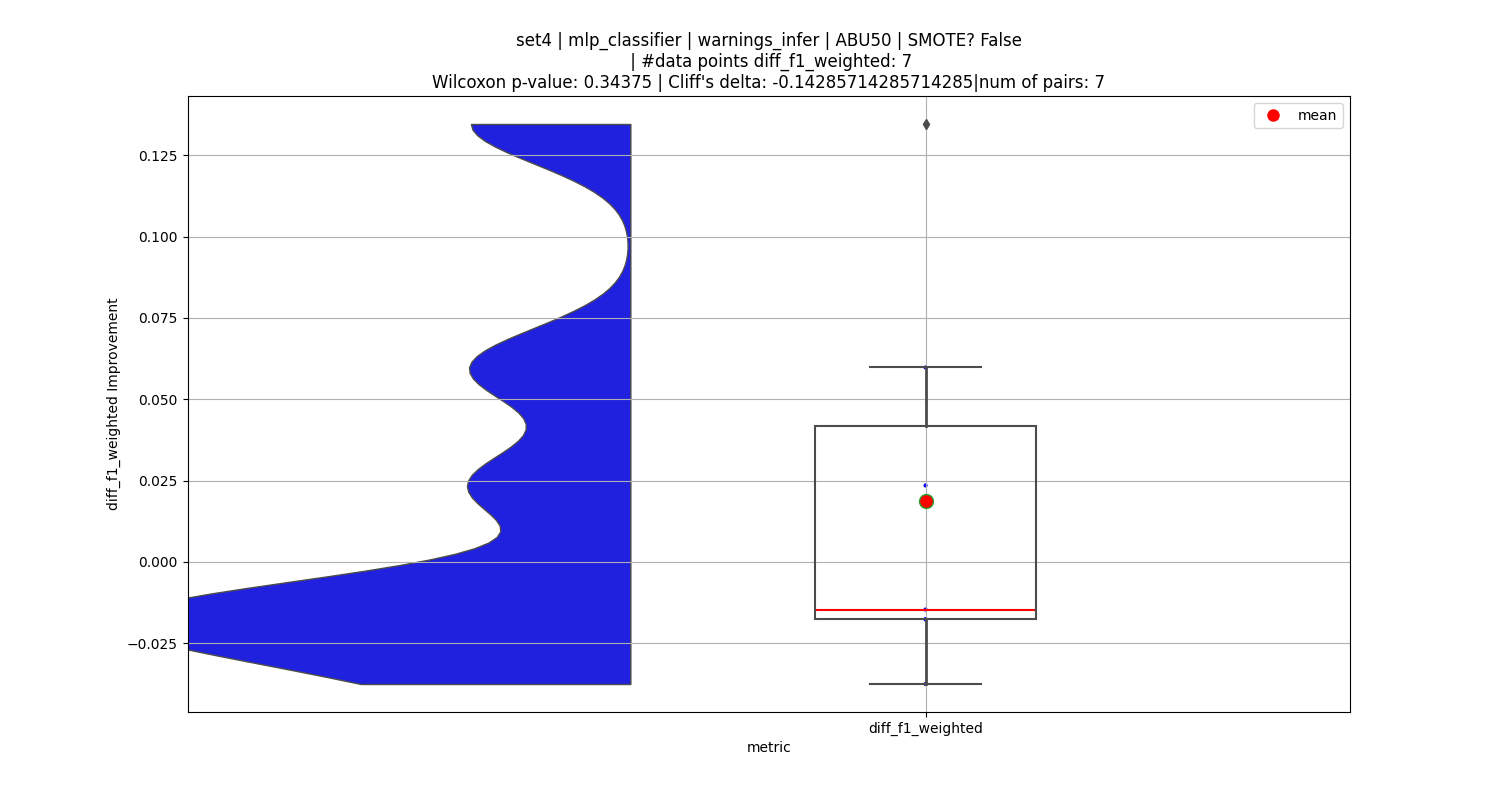 set4 | mlp_classifier | warnings_infer | ABU50 | SMOTE? False
| #data points diff_f1_weighted: 7
Wilcoxon p-value: 0.34375 | Cliff's delta: -0.14285714285714285|num of pairs: 7
mean
0.125
0.100
0.075
0.050
0.025
0.000
−0.025
diff_f1_weighted Improvement
diff_f1_weighted
metric